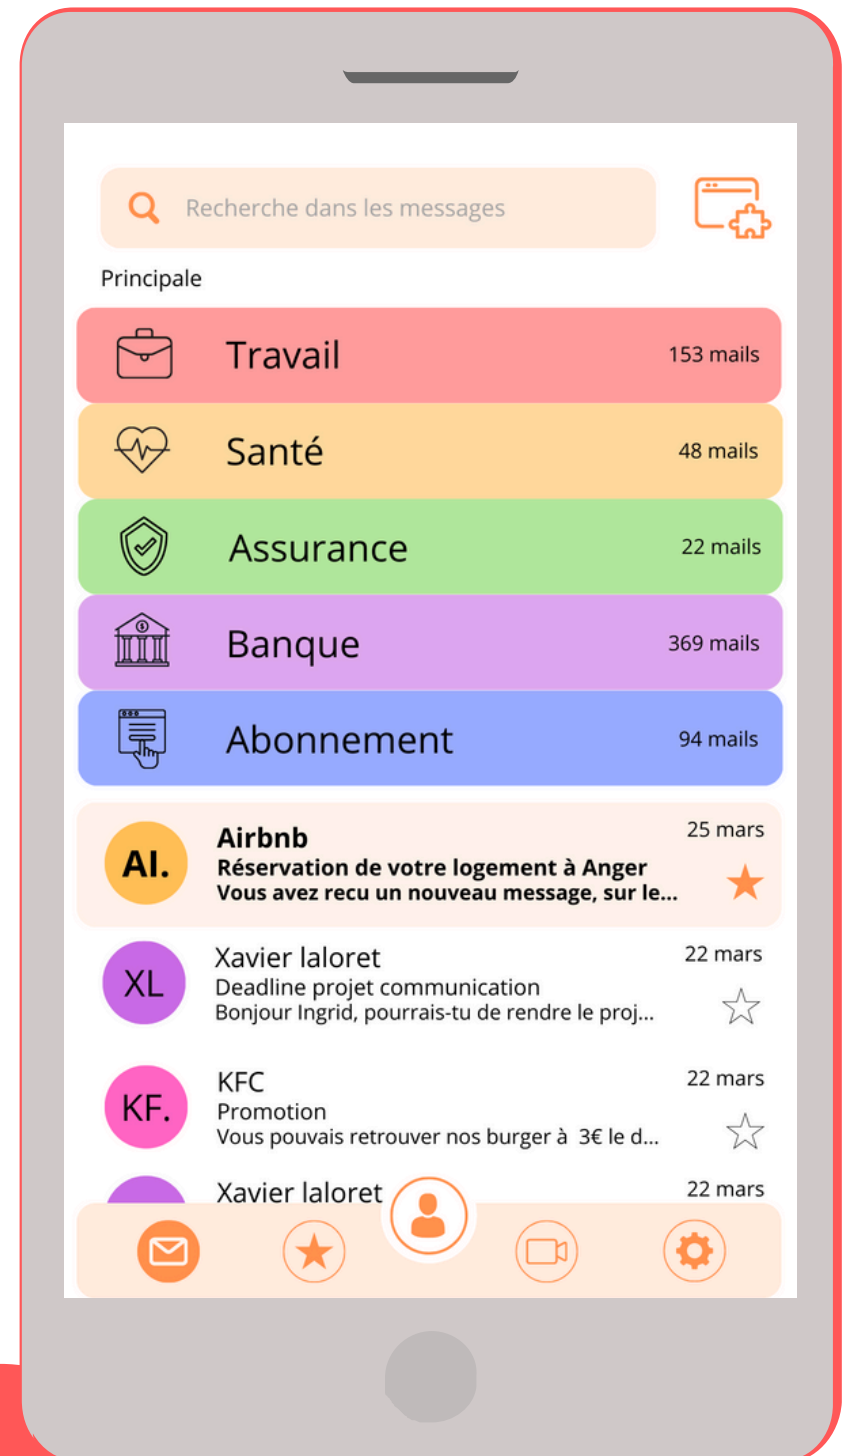 Recherche dans les messages
Principale
Travail 153 mails
Santé 48 mails
Assurance 22 mails
Banque 369 mails
Abonnement 94 mails
AI.
Airbnb 25 mars
Réservation de votre logement à Anger
Vous avez recu un nouveau message, sur le...
XL
Xavier laloret 22 mars
Deadline projet communication
Bonjour Ingrid, pourrais-tu de rendre le proj...
KF.
KFC 22 mars
Promotion
Vous pouvais retrouver nos burger à 3€ le d...
Xavier laloret 22 mars